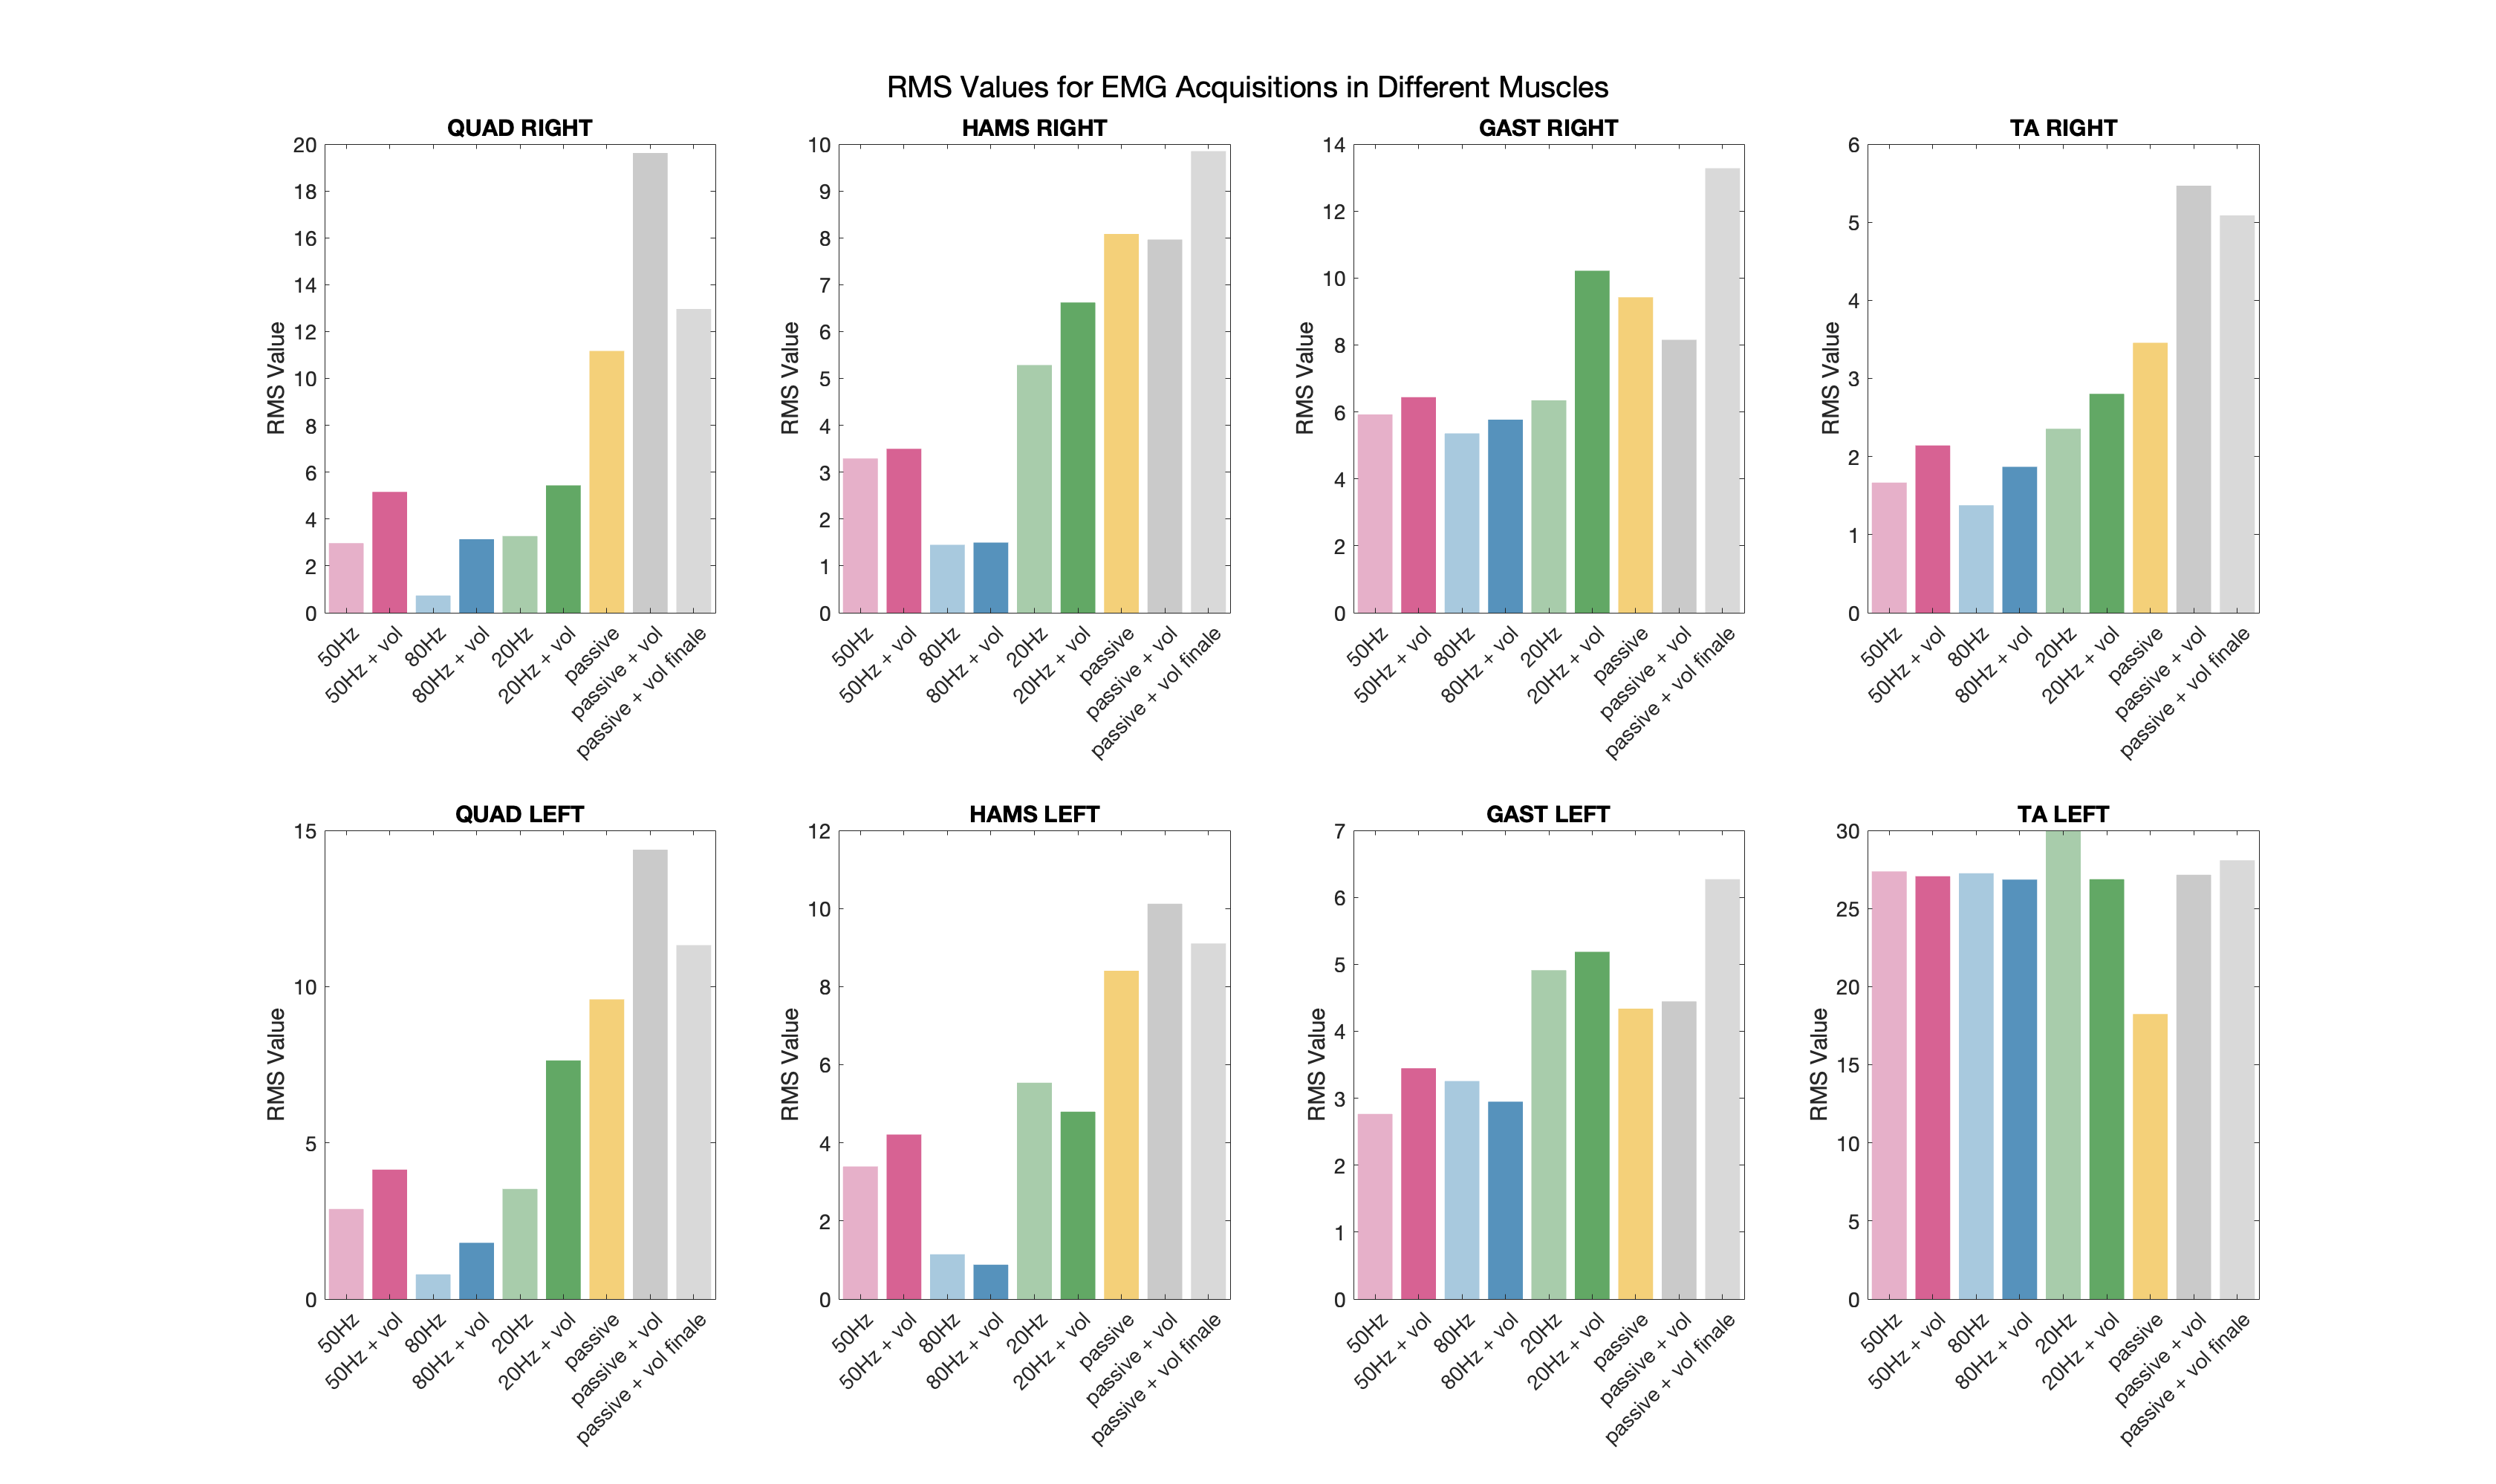 RMS Values for EMG Acquisitions in Different Muscles
QUAD RIGHT
RMS Value
20
18
16
14
12
10
8
6
4
2
0
50Hz
50Hz + vol
80Hz
80Hz + vol
20Hz
20Hz + vol
passive
passive + vol
passive + vol finale
HAMS RIGHT
RMS Value
10
9
8
7
6
5
4
3
2
1
0
50Hz
50Hz + vol
80Hz
80Hz + vol
20Hz
20Hz + vol
passive
passive + vol
passive + vol finale
GAST RIGHT
RMS Value
14
12
10
8
6
4
2
0
50Hz
50Hz + vol
80Hz
80Hz + vol
20Hz
20Hz + vol
passive
passive + vol
passive + vol finale
TA RIGHT
RMS Value
6
5
4
3
2
1
0
50Hz
50Hz + vol
80Hz
80Hz + vol
20Hz
20Hz + vol
passive
passive + vol
passive + vol finale
QUAD LEFT
RMS Value
15
10
5
0
50Hz
50Hz + vol
80Hz
80Hz + vol
20Hz
20Hz + vol
passive
passive + vol
passive + vol finale
HAMS LEFT
RMS Value
12
10
8
6
4
2
0
50Hz
50Hz + vol
80Hz
80Hz + vol
20Hz
20Hz + vol
passive
passive + vol
passive + vol finale
GAST LEFT
RMS Value
7
6
5
4
3
2
1
0
50Hz
50Hz + vol
80Hz
80Hz + vol
20Hz
20Hz + vol
passive
passive + vol
passive + vol finale
TA LEFT
RMS Value
30
25
20
15
10
5
0
50Hz
50Hz + vol
80Hz
80Hz + vol
20Hz
20Hz + vol
passive
passive + vol
passive + vol finale